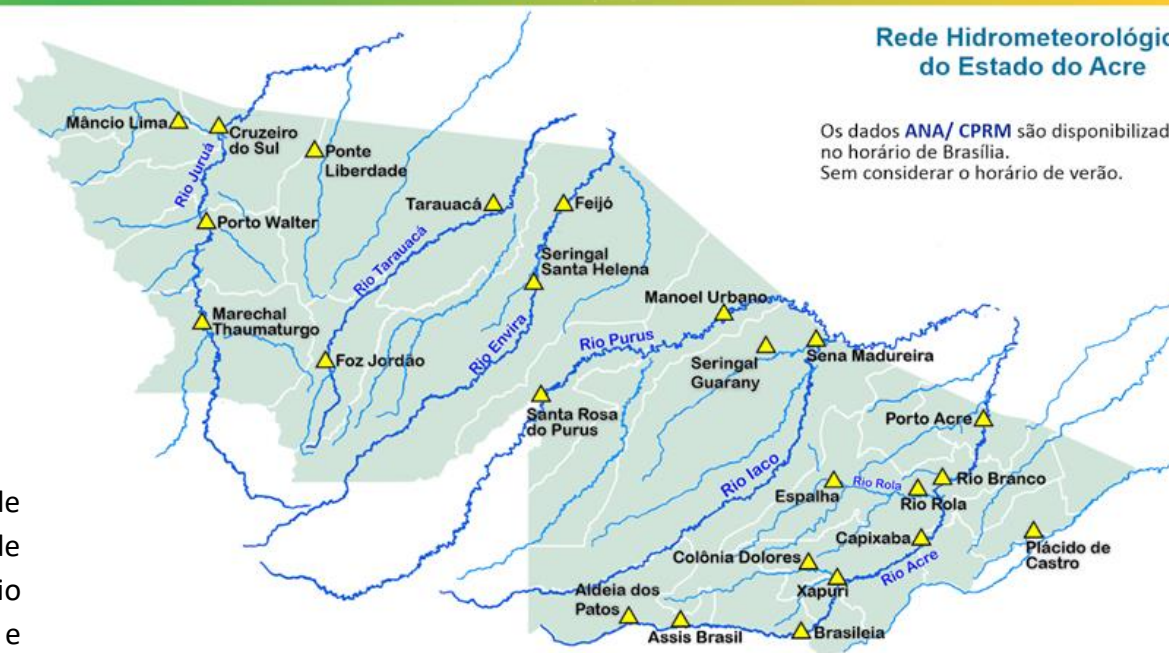 Rede Hidrometeorológic
do Estado do Acre
Os dados ANA/ CPRM são disponibilizad
no horário de Brasília.
Sem considerar o horário de verão.
Mâncio Lima
Cruzeiro
do Sul
Ponte
Liberdade
Rio Juruá
Porto Walter
Tarauacá
Feijó
Rio Tarauacá
Seringal
Santa Helena
Marechal
Thaumaturgo
Foz Jordão
Rio Envira
Manoel Urbano
Rio Purus
Seringal
Guarany
Sena Madureira
Santa Rosa
do Purus
Porto Acre
Rio Iaco
Espalha
Rio Rola
Rio Branco
Rio Rola
Capixaba
Plácido de
Castro
Colônia Dolores
Rio Acre
Xapuri
Aldeia dos
Patos
Assis Brasil
Brasileia
de
de
io
e